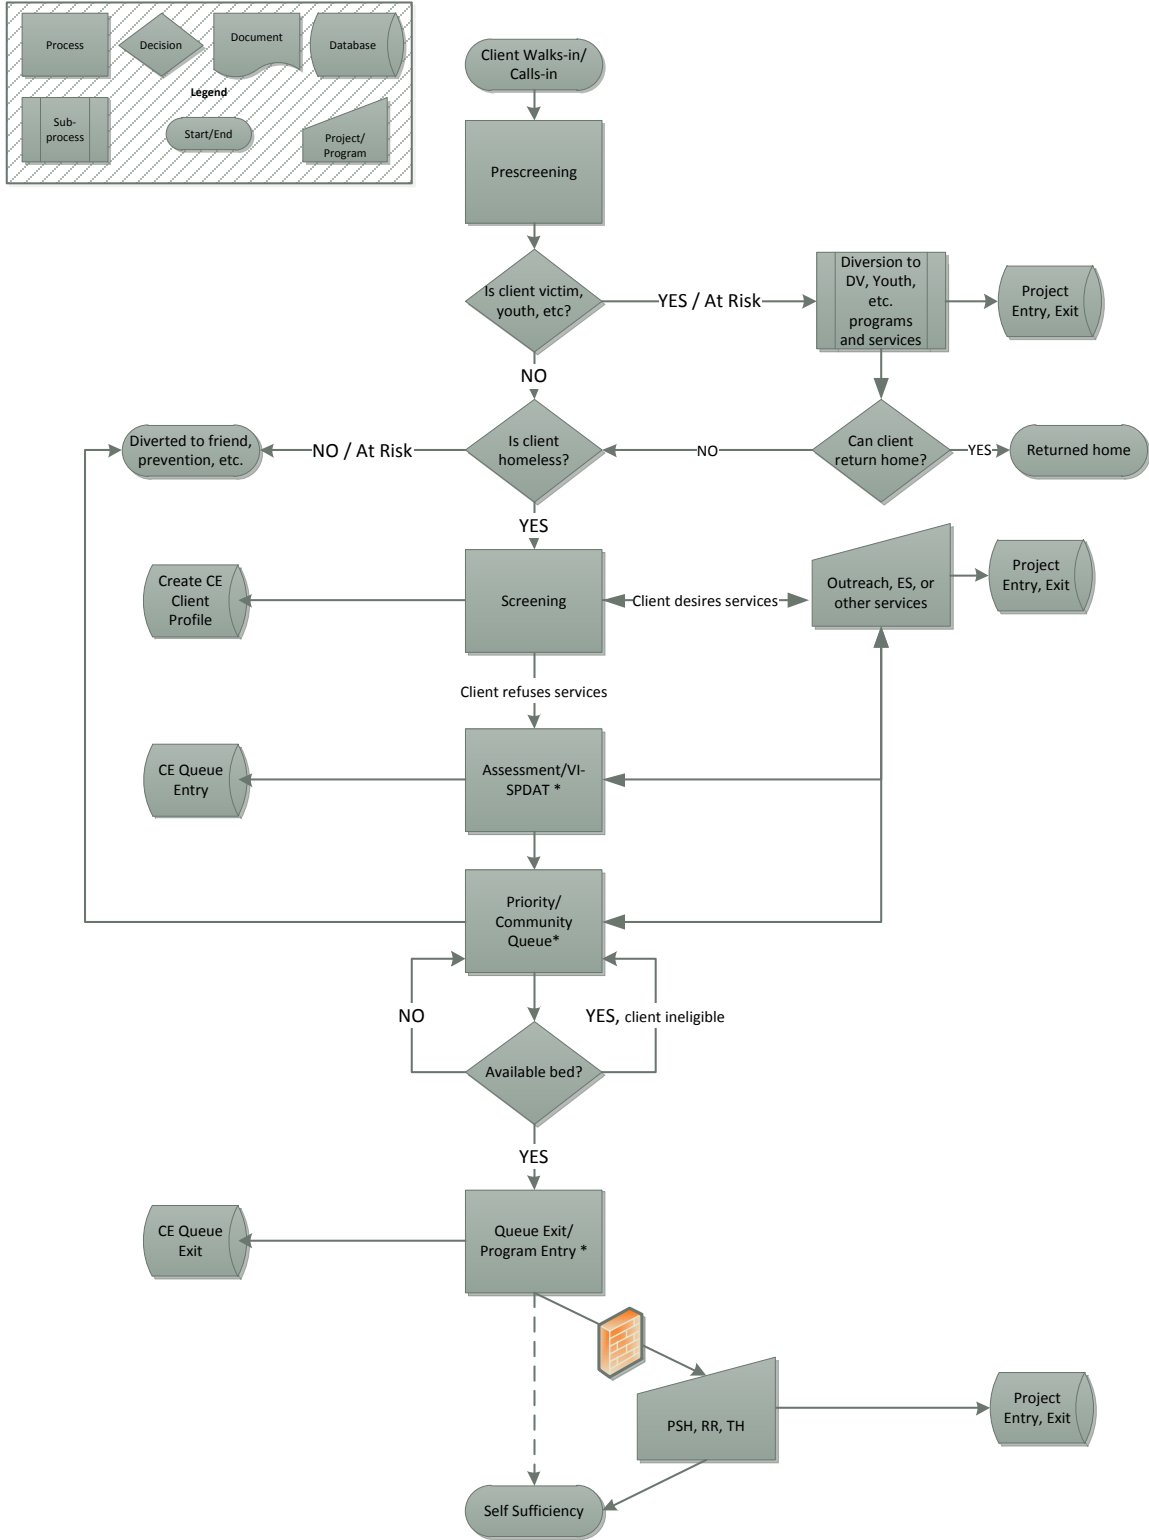 Process
Decision
Document
Database
Legend
Sub-
process
Start/End
Project/
Program
Client Walks-in/
Calls-in
Prescreening
Is client victim,
youth, etc?
YES / At Risk
Diversion to
DV, Youth,
etc.
programs
and services
Project
Entry, Exit
NO
Diverted to friend,
prevention, etc.
NO / At Risk
Is client
homeless?
NO
Can client
return home?
YES
Returned home
YES
Create CE
Client
Profile
Screening
Client desires services
Outreach, ES, or
other services
Project
Entry, Exit
Client refuses services
CE Queue
Entry
Assessment/VI-
SPDAT *
Priority/
Community
Queue*
NO
YES, client ineligible
Available bed?
YES
CE Queue
Exit
Queue Exit/
Program Entry *
PSH, RR, TH
Project
Entry, Exit
Self Sufficiency